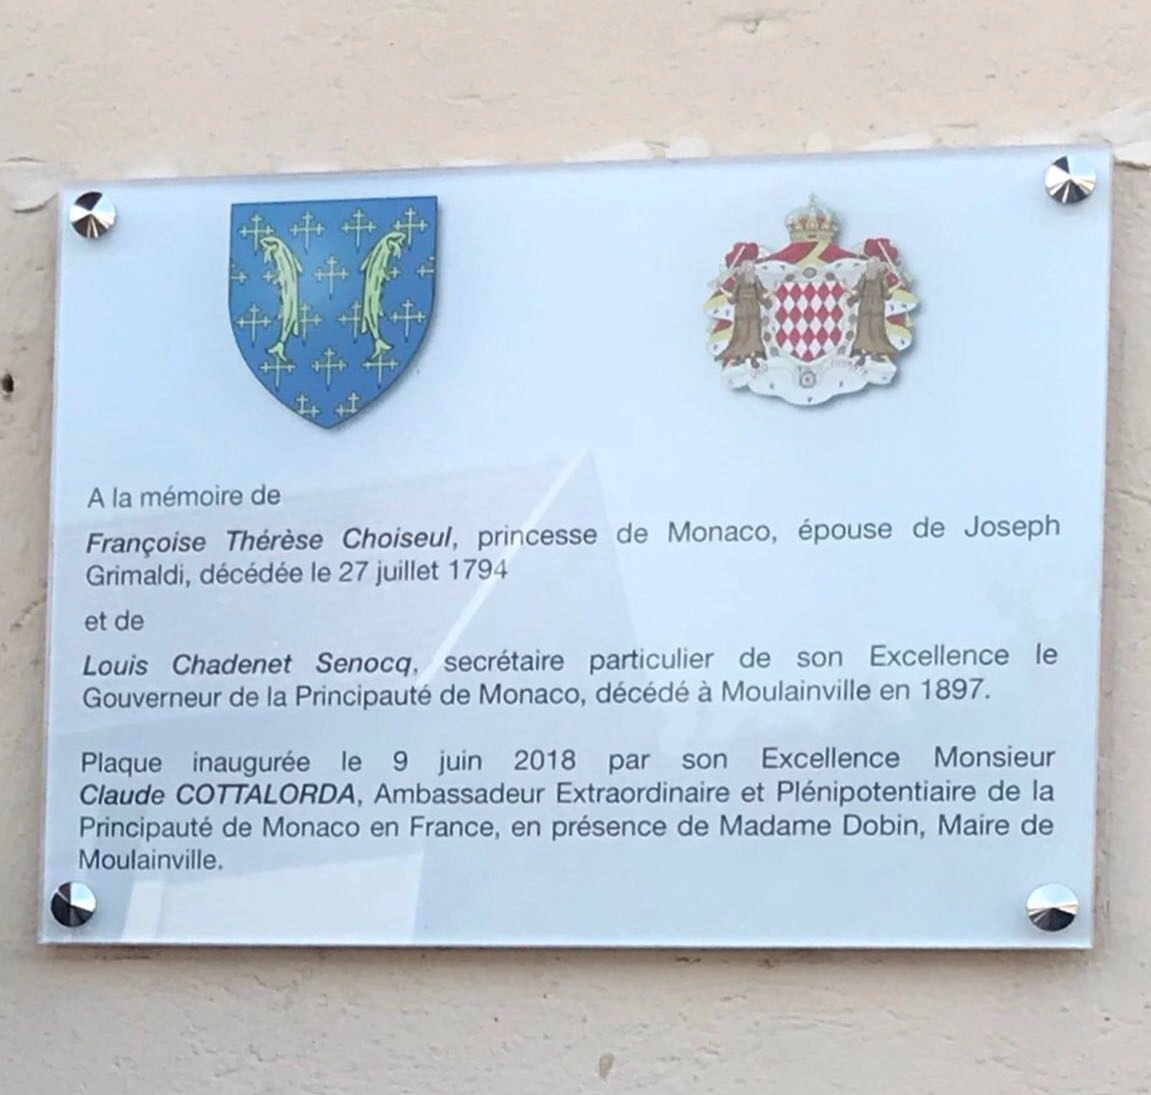 A la mémoire de
Françoise Thérèse Choiseul, princesse de Monaco, épouse de Joseph
Grimaldi, décédée le 27 juillet 1794
et de
Louis Chadenet Senocq, secrétaire particulier de son Excellence le
Gouverneur de la Principauté de Monaco, décédé à Moulainville en 1897.
Plaque inaugurée le 9 juin 2018 par son Excellence Monsieur
Claude COTTALORDA, Ambassadeur Extraordinaire et Plénipotentiaire de la
Principauté de Monaco en France, en présence de Madame Dobin, Maire de
Moulainville.